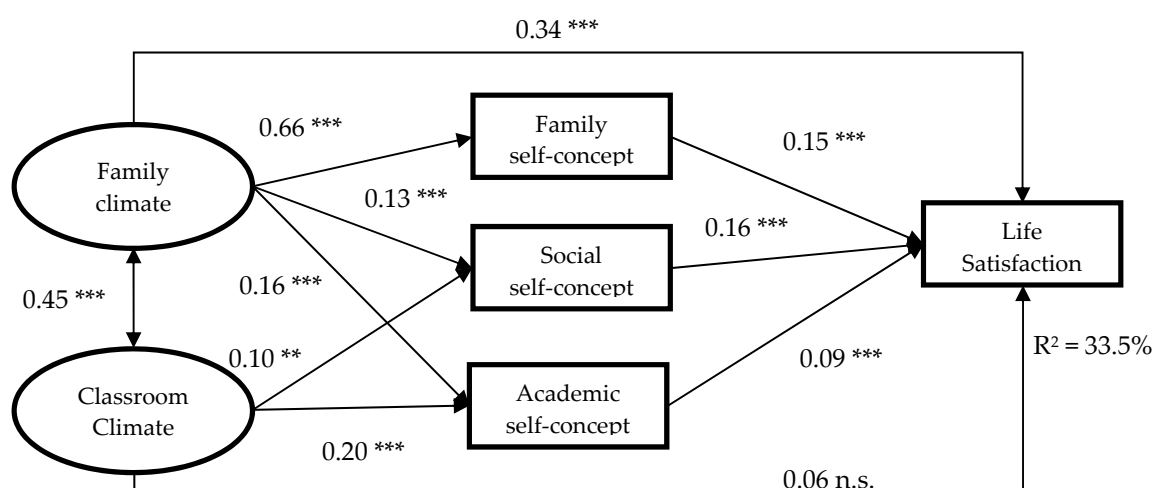 0.34 ***
0.66 ***
Family
self-concept
0.15 ***
Family
climate
0.13 ***
0.16 ***
Life
Satisfaction
Social
self-concept
0.16 ***
0.45 ***
0.10 **
0.09 ***
R² = 33.5%
Classroom
Climate
Academic
self-concept
0.20 ***
0.06 n.s.